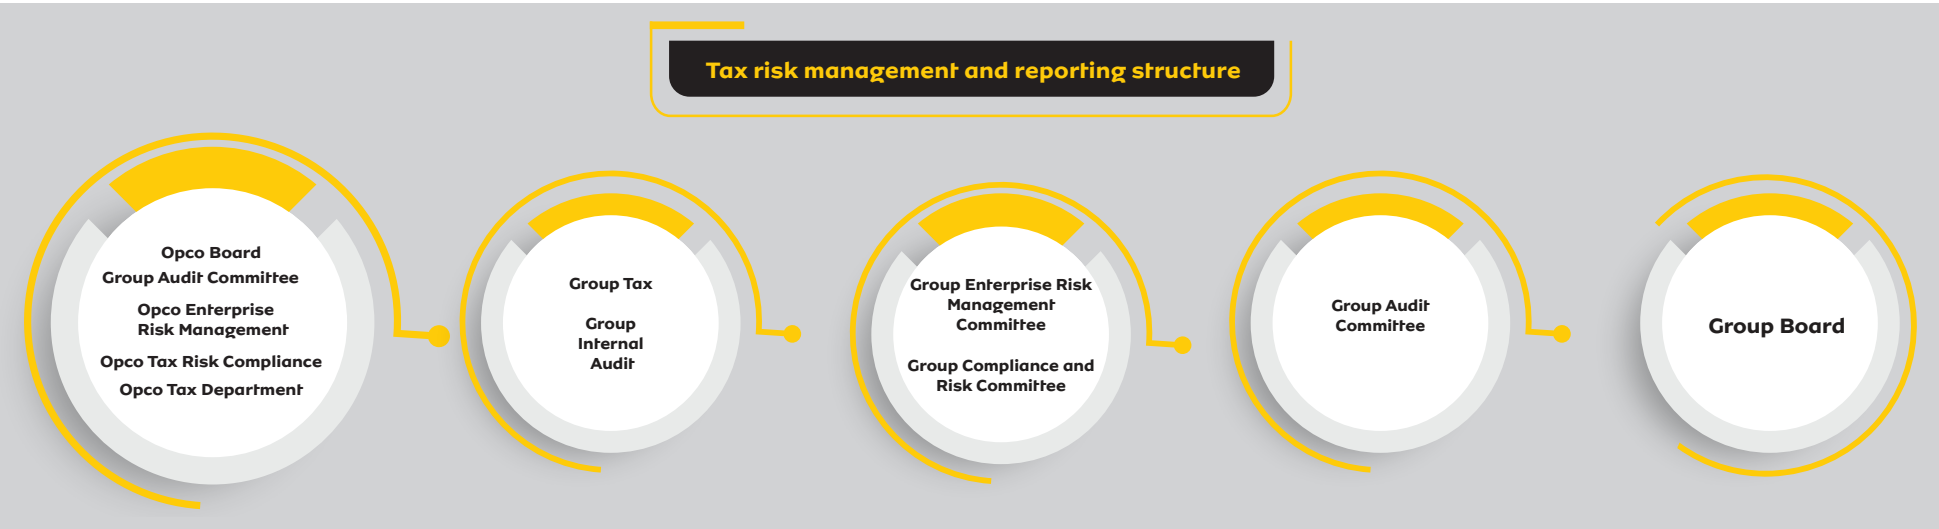 Tax risk management and reporting structure
Opco Board
Group Audit Committee
Opco Enterprise
Risk Management
Opco Tax Risk Compliance
Opco Tax Department
Group Tax
Group
Internal
Audit
Group Enterprise Risk
Management
Committee
Group Compliance and
Risk Committee
Group Audit
Committee
Group Board